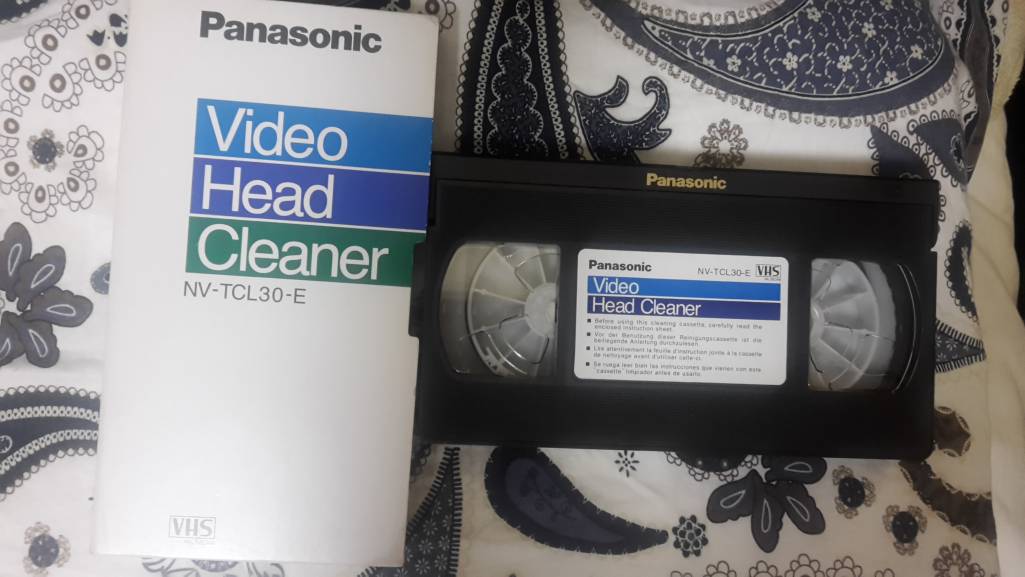 Panasonic
Video
Head
Cleaner
NV-TCL30-E
VHS
Panasonic
Panasonic NV-TCL30-E VHS
Video
Head Cleaner
■ Before using this cleaning cassette, carefully read the
enclosed instruction sheet.
■ Vor der Benutzung dieser Reinigungscassette ist die
beiliegende Anleitung durchzulesen.
■ Lire attentivement la feuille d'instruction jointe à la cassette
de nettoyage avant d'utiliser celle-ci.
■ Se ruega leer bien las instrucciones que vienen con este
"cassette" limpiador antes de usarlo.